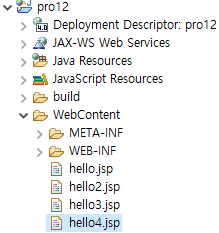 pro12
Deployment Descriptor: pro12
JAX-WS Web Services
Java Resources
JavaScript Resources
build
WebContent
META-INF
WEB-INF
hello.jsp
hello2.jsp
hello3.jsp
hello4.jsp